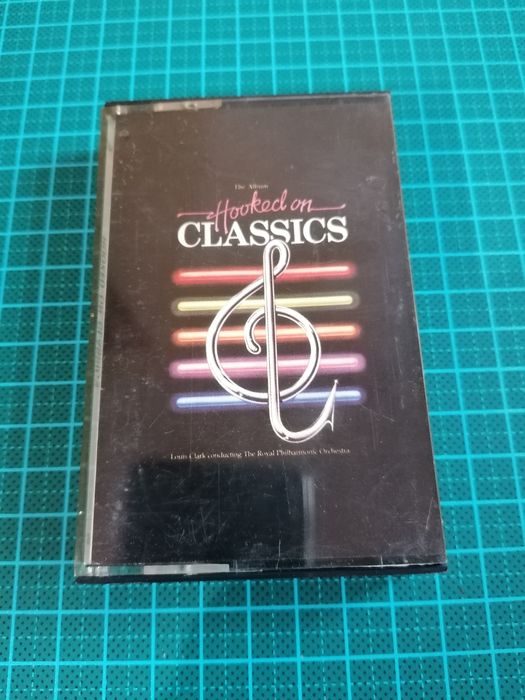 The Album
Hooked on
CLASSICS
Louis Clark conducting The Royal Philharmonic Orchestra